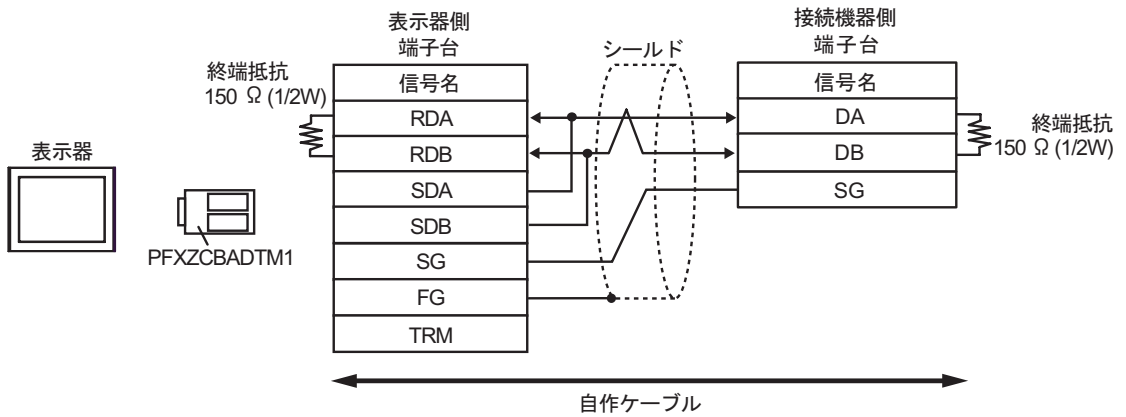 表示器側
端子台
接続機器側
端子台
シールド
終端抵抗
150 Ω (1/2W)
信号名
RDA
RDB
SDA
SDB
SG
FG
TRM
信号名
DA
DB
SG
終端抵抗
150 Ω (1/2W)
表示器
PFXZCBADTM1
自作ケーブル